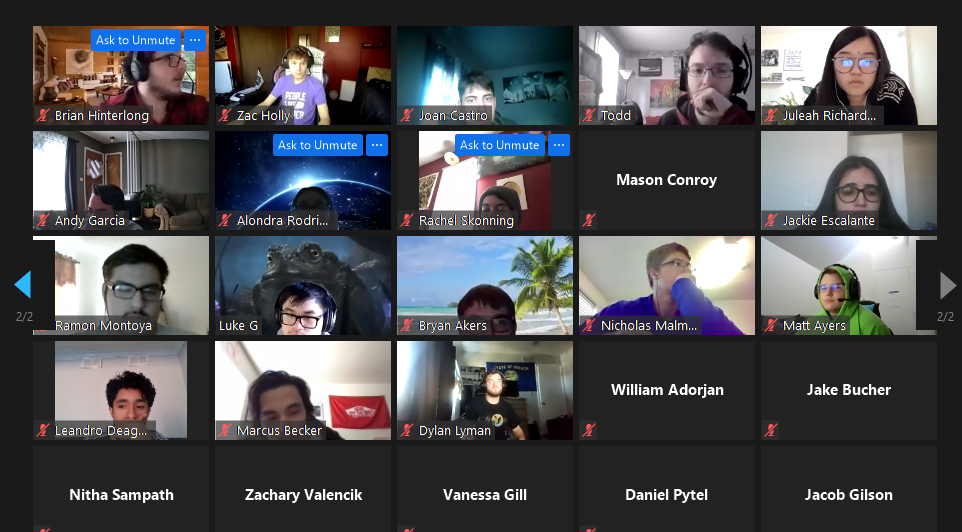 Ask to Unmute ...
Brian Hinterlong
Zac Holly
Joan Castro
Todd
Juleah Richard...
Andy Garcia
Ask to Unmute ...
Alondra Rodri...
Ask to Unmute ...
Rachel Skonning
Mason Conroy
Jackie Escalante
2/2
Ramon Montoya
Luke G
Bryan Akers
Nicholas Malm...
Matt Ayers
2/2
Leandro Deag...
Marcus Becker
Dylan Lyman
William Adorjan
Jake Bucher
Nitha Sampath
Zachary Valencik
Vanessa Gill
Daniel Pytel
Jacob Gilson